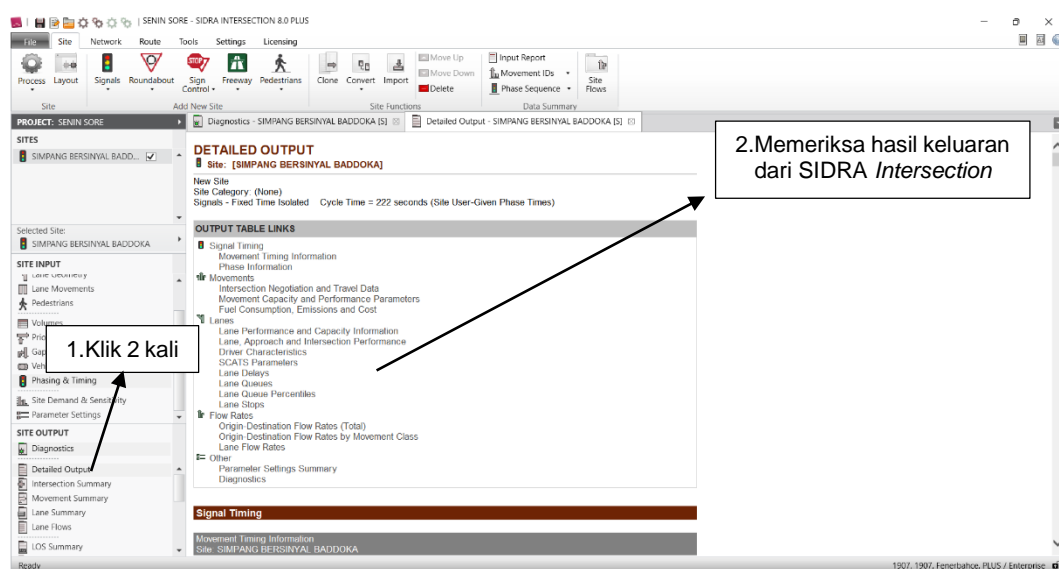 SENIN SORE - SIDRA INTERSECTION 8.0 PLUS
File Site Network Route Tools Settings Licensing
Process Layout Signals Roundabout Sign Control Freeway Pedestrians Clone Convert Import Move Up Move Down Delete Input Report Movement IDs Phase Sequence Site Flows
Site Add New Site Site Functions Data Summary
PROJECT: SENIN SORE
Diagnostics - SIMPANG BERSINYAL BADDOKA [S] Detailed Output - SIMPANG BERSINYAL BADDOKA [S]
SITES
SIMPANG BERSINYAL BADD...
Selected Site:
SIMPANG BERSINYAL BADDOKA
SITE INPUT
Lane Geometry
Lane Movements
Pedestrians
Volumes
Phasing & Timing
Site Demand & Sensitivity
Parameter Settings
SITE OUTPUT
Diagnostics
Detailed Output
Intersection Summary
Movement Summary
Lane Summary
Lane Flows
LOS Summary
Ready
1.Klik 2 kali
DETAILED OUTPUT
Site: [SIMPANG BERSINYAL BADDOKA]
New Site
Site Category: (None)
Signals - Fixed Time Isolated Cycle Time = 222 seconds (Site User-Given Phase Times)
OUTPUT TABLE LINKS
Signal Timing
Movement Timing Information
Phase Information
Movements
Intersection Negotiation and Travel Data
Movement Capacity and Performance Parameters
Fuel Consumption, Emissions and Cost
Lanes
Lane Performance and Capacity Information
Lane, Approach and Intersection Performance
Driver Characteristics
SCATS Parameters
Lane Delays
Lane Queues
Lane Queue Percentiles
Lane Stops
Flow Rates
Origin-Destination Flow Rates (Total)
Origin-Destination Flow Rates by Movement Class
Lane Flow Rates
Other
Parameter Settings Summary
Diagnostics
Signal Timing
Movement Timing Information
Site: SIMPANG BERSINYAL BADDOKA
2.Memeriksa hasil keluaran
dari SIDRA Intersection
1907, 1907, Fenerbahce, PLUS / Enterprise